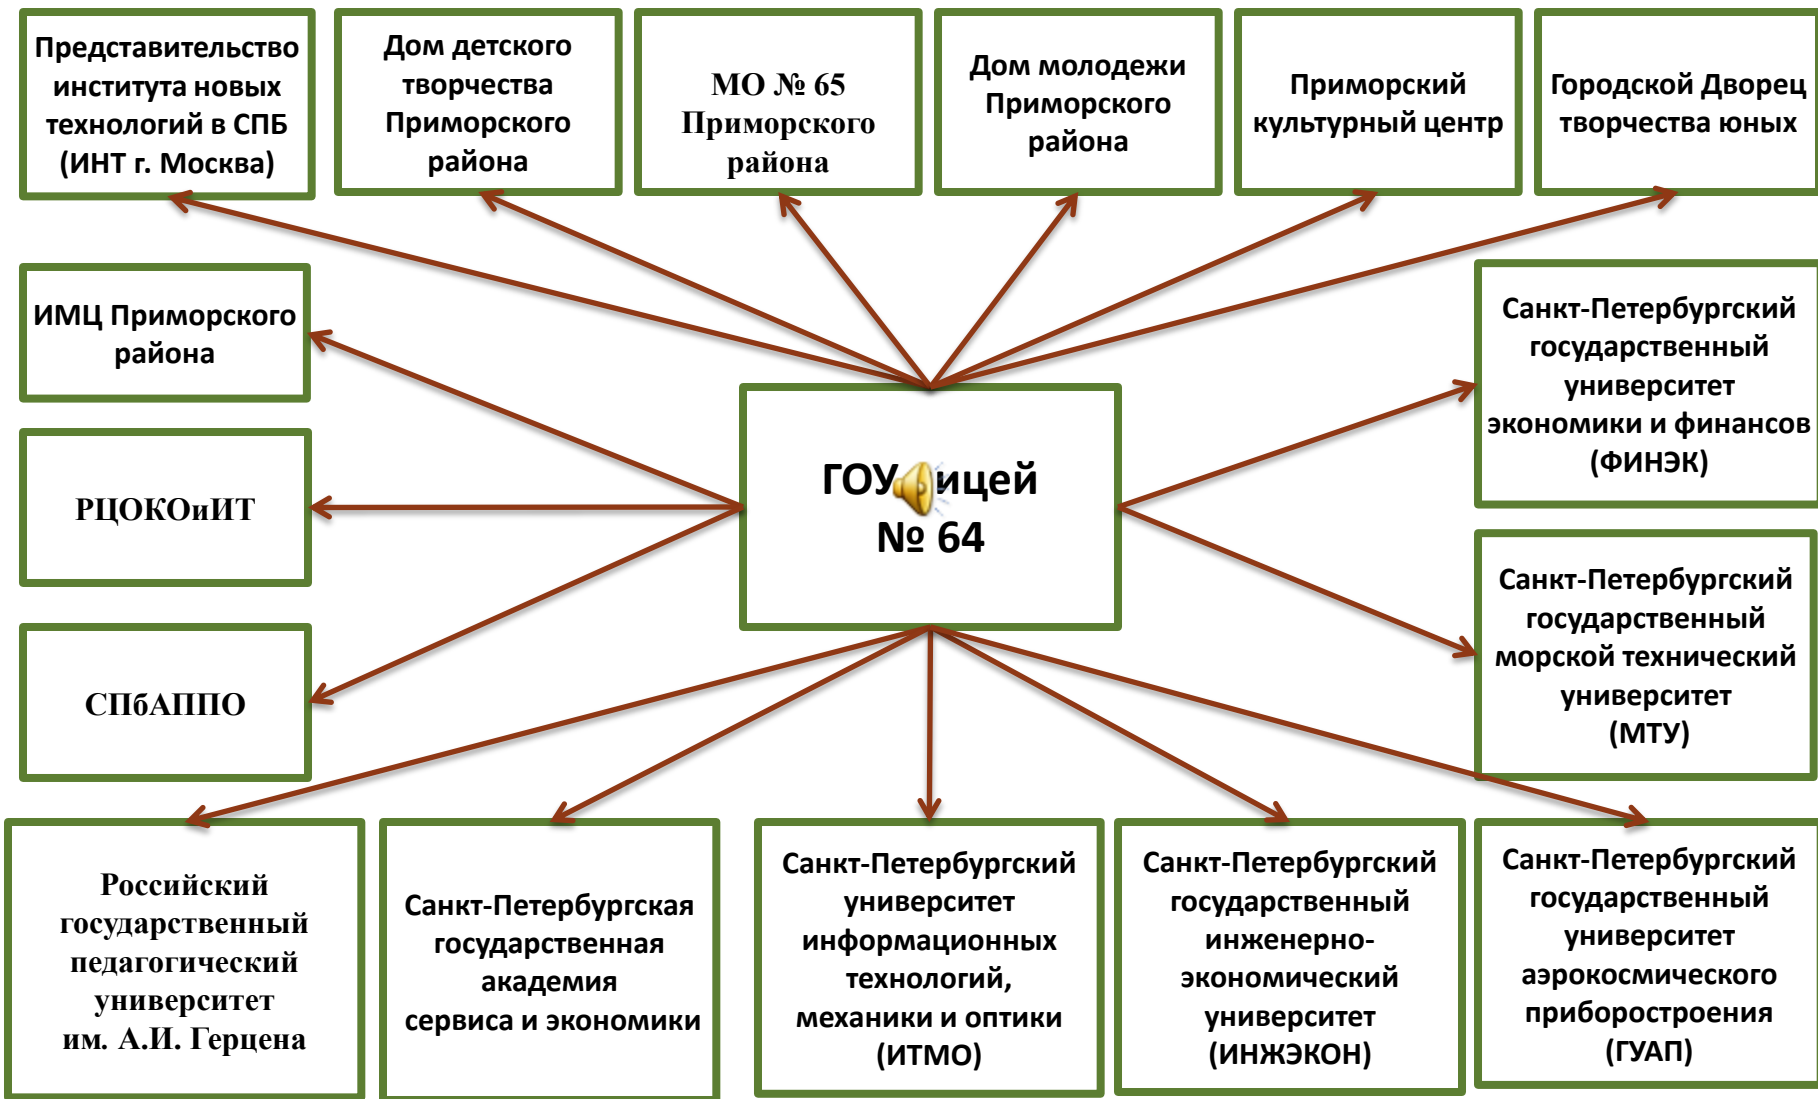 Представительство
института новых
технологий в СПБ
(ИНТ г. Москва)
Дом детского
творчества
Приморского
района
МО № 65
Приморского
района
Дом молодежи
Приморского
района
Приморский
культурный центр
Городской Дворец
творчества юных
ИМЦ Приморского
района
РЦОКОиИТ
СПбАППО
ГОУ ицей
№ 64
Санкт-Петербургский
государственный
университет
экономики и финансов
(ФИНЭК)
Санкт-Петербургский
государственный
морской технический
университет
(МТУ)
Российский
государственный
педагогический
университет
им. А.И. Герцена
Санкт-Петербургская
государственная
академия
сервиса и экономики
Санкт-Петербургский
университет
информационных
технологий,
механики и оптики
(ИТМО)
Санкт-Петербургский
государственный
инженерно-
экономический
университет
(ИНЖЭКОН)
Санкт-Петербургский
государственный
университет
аэрокосмического
приборостроения
(ГУАП)